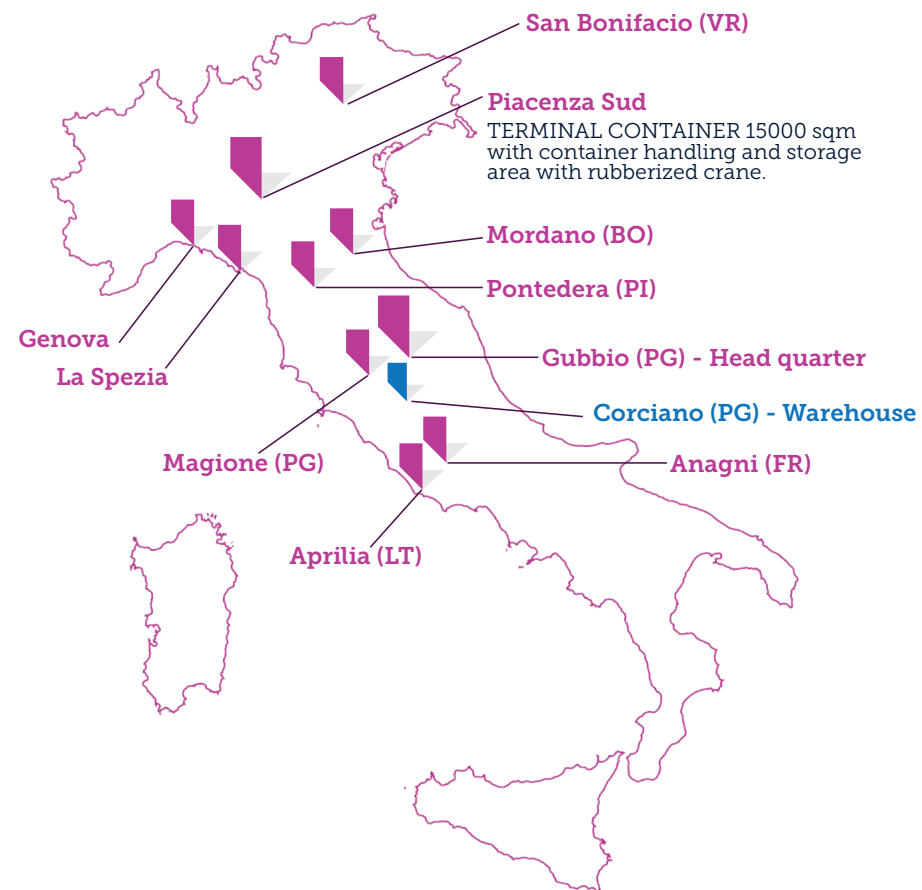 San Bonifacio (VR)
Piacenza Sud
TERMINAL CONTAINER 15000 sqm
with container handling and storage
area with rubberized crane.
Mordano (BO)
Pontedera (PI)
Genova
La Spezia
Gubbio (PG) - Head quarter
Corciano (PG) - Warehouse
Magione (PG)
Anagni (FR)
Aprilia (LT)